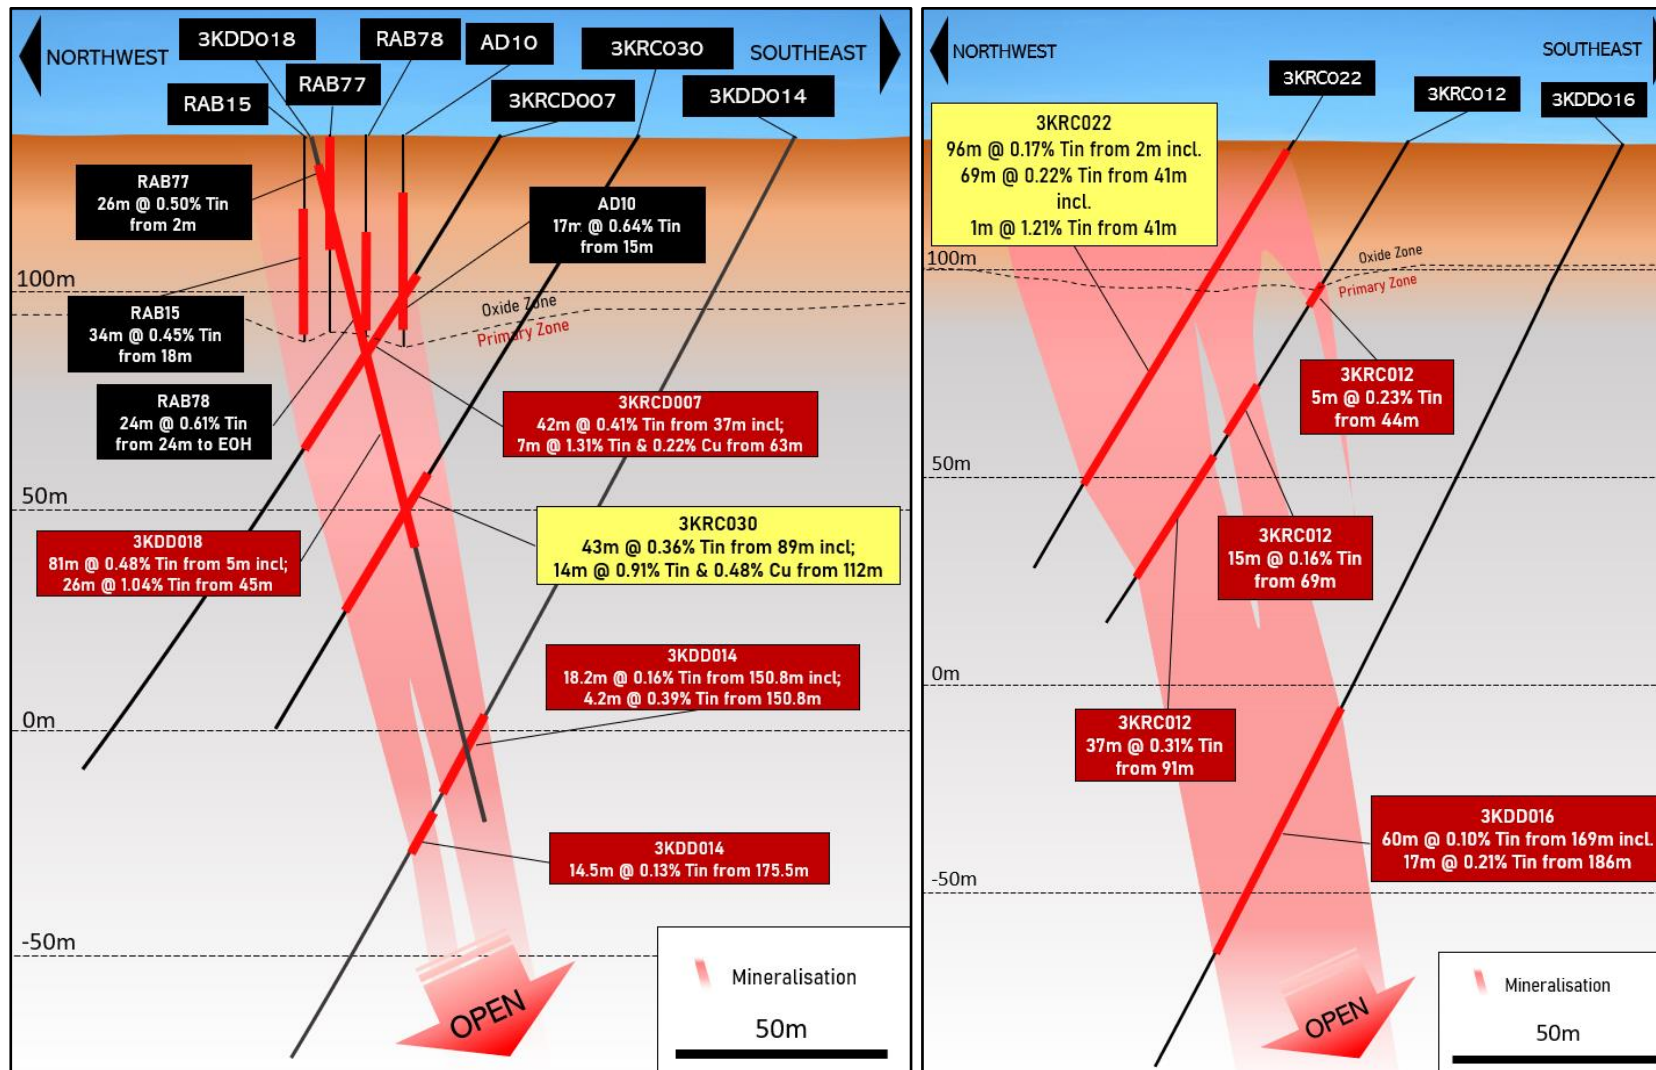 NORTHWEST
3KDD018
RAB78
AD10
3KRC030
SOUTHEAST
RAB15
RAB77
3KRCD007
3KDD014
RAB77
26m @ 0.50% Tin
from 2m
AD10
17m @ 0.64% Tin
from 15m
100m
RAB15
34m @ 0.45% Tin
from 18m
Oxide Zone
Primary Zone
RAB78
24m @ 0.61% Tin
from 24m to EOH
3KRCD007
42m @ 0.41% Tin from 37m incl;
7m @ 1.31% Tin & 0.22% Cu from 63m
50m
3KDD018
81m @ 0.48% Tin from 5m incl;
26m @ 1.04% Tin from 45m
3KRC030
43m @ 0.36% Tin from 89m incl;
14m @ 0.91% Tin & 0.48% Cu from 112m
3KDD014
18.2m @ 0.16% Tin from 150.8m incl;
4.2m @ 0.39% Tin from 150.8m
0m
3KDD014
14.5m @ 0.13% Tin from 175.5m
-50m
OPEN
Mineralisation
50m
NORTHWEST
SOUTHEAST
3KRC022
3KRC012
3KDD016
3KRC022
96m @ 0.17% Tin from 2m incl.
69m @ 0.22% Tin from 41m
incl.
1m @ 1.21% Tin from 41m
100m
Oxide Zone
Primary Zone
3KRC012
5m @ 0.23% Tin
from 44m
50m
3KRC012
15m @ 0.16% Tin
from 69m
0m
3KRC012
37m @ 0.31% Tin
from 91m
3KDD016
60m @ 0.10% Tin from 169m incl.
17m @ 0.21% Tin from 186m
-50m
OPEN
Mineralisation
50m